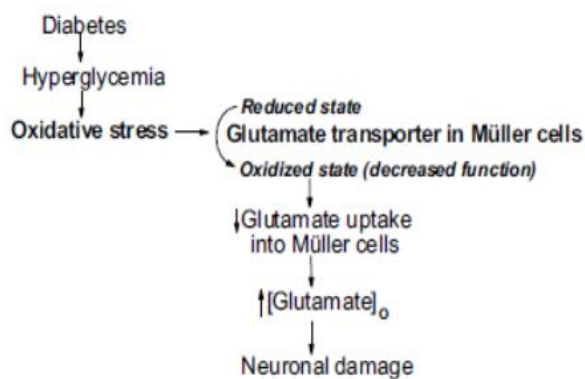 Diabetes
Hyperglycemia
Oxidative stress
Reduced state
Glutamate transporter in Müller cells
Oxidized state (decreased function)
↓Glutamate uptake
into Müller cells
↑[Glutamate]o
Neuronal damage